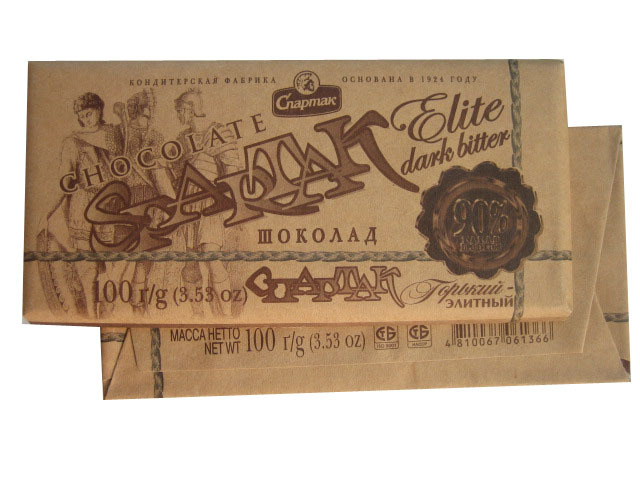 КОНДИТЕРСКАЯ ФАБРИКА
Спартак
ОСНОВАНА В 1924 ГОДУ
CHOCOLATE
SPARTAK
Elite
dark bitter
ШОКОЛАД
90%
100 г/g (3.53 oz)
СПАРТАК
Горький-
ЭЛИТНЫЙ
МАССА НЕТТО
NET WT 100 г/g (3.53 oz)
4 810067 061366